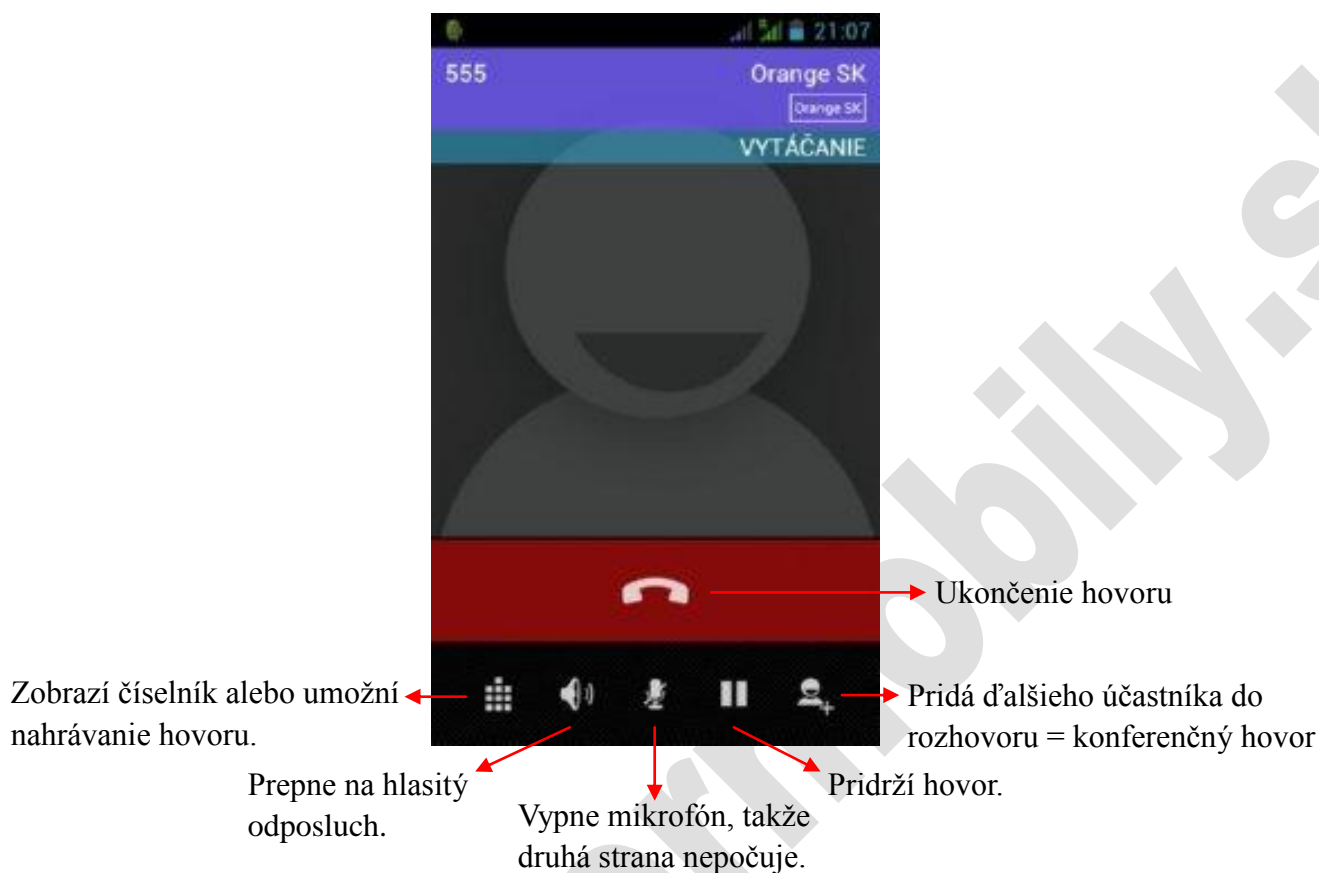 21:07
555
Orange SK
Orange SK
VYTÁČANIE
Ukončenie hovoru
Zobrazí číselník alebo umožní
nahrávanie hovoru.
Pridá ďalšieho účastníka do
rozhovoru = konferenčný hovor
Prepne na hlasitý
odposluch.
Pridrží hovor.
Vypne mikrofón, takže
druhá strana nepočuje.